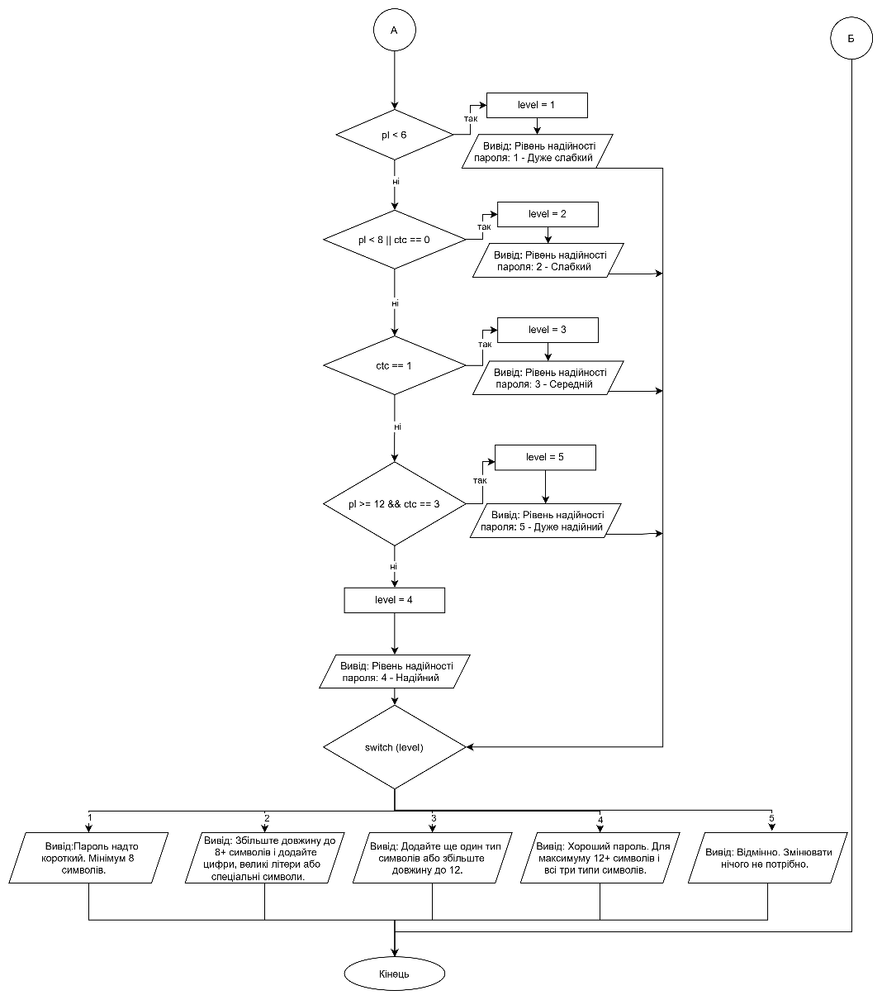 А
Б
level = 1
так
pl < 6
Вивід: Рівень надійності
пароля: 1 - Дуже слабкий
ні
level = 2
так
pl < 8 || ctc == 0
Вивід: Рівень надійності
пароля: 2 - Слабкий
ні
level = 3
так
ctc == 1
Вивід: Рівень надійності
пароля: 3 - Середній
ні
level = 5
так
pl >= 12 && ctc == 3
Вивід: Рівень надійності
пароля: 5 - Дуже надійний
ні
level = 4
Вивід: Рівень надійності
пароля: 4 - Надійний
switch (level)
1
2
3
4
5
Вивід:Пароль надто
короткий. Мінімум 8
символів.
Вивід: Збільште довжину до
8+ символів і додайте
цифри, великі літери або
спеціальні символи.
Вивід: Додайте ще один тип
символів або збільште
довжину до 12.
Вивід: Хороший пароль. Для
максимуму 12+ символів і
всі три типи символів.
Вивід: Відмінно. Змінювати
нічого не потрібно.
Кінець